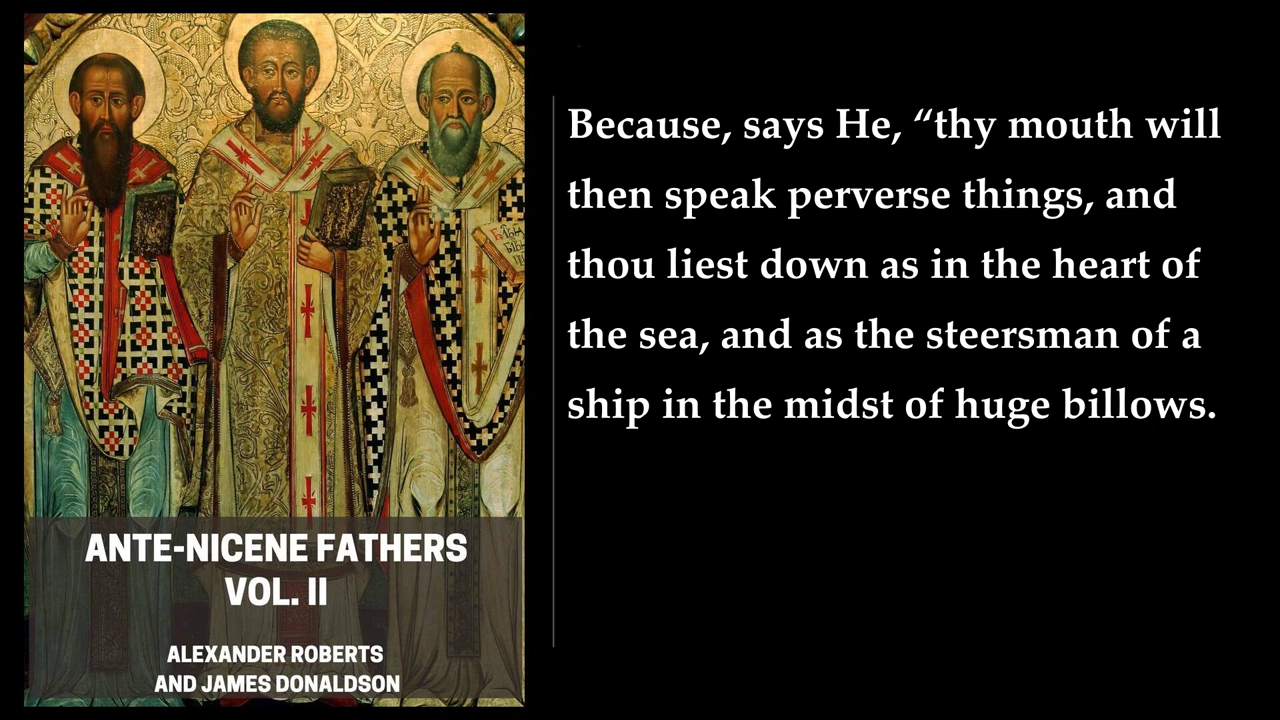 Because, says He, “thy mouth will
then speak perverse things, and
thou liest down as in the heart of
the sea, and as the steersman of a
ship in the midst of huge billows.
ANTE-NICENE FATHERS
VOL. II
ALEXANDER ROBERTS
AND JAMES DONALDSON